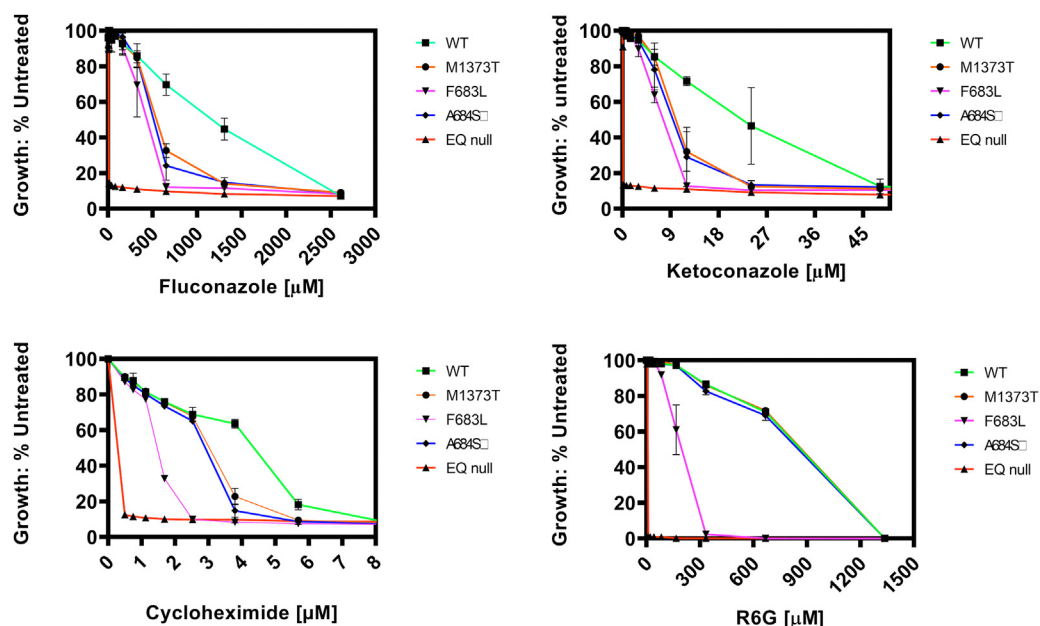 Growth: % Untreated
100
80
60
40
20
0
0
500
1000
1500
2000
2500
3000
Fluconazole [µM]
WT
M1373T
F683L
A684S□
EQ null
Growth: % untreated
100
80
60
40
20
0
0
9
18
27
36
45
Ketoconazole [µM]
WT
M1373T
F683L
A684S□
EQ null
Growth: % Untreated
100
80
60
40
20
0
0
1
2
3
4
5
6
7
8
Cycloheximide [µM]
WT
M1373T
F683L
A684S□
EQ null
Growth: % Untreated
100
80
60
40
20
0
0
300
600
900
1200
1500
R6G [µM]
WT
M1373T
F683L
A684S□
EQ null